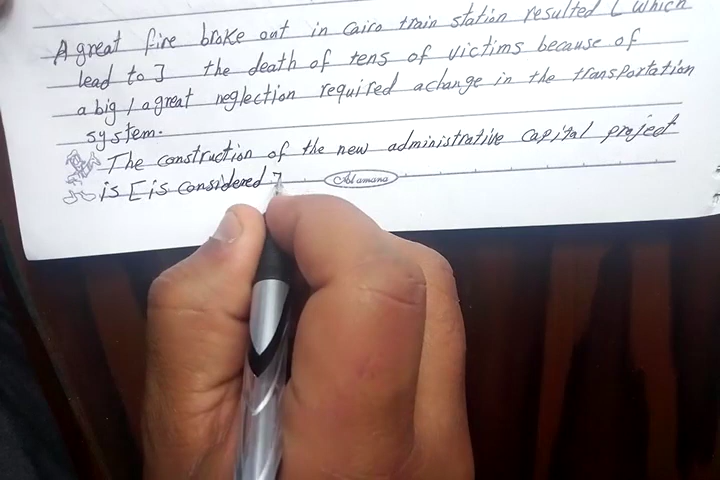 A great fire broke out in Cairo train station resulted [ which
lead to ] the death of tens of victims because of
a big / a great neglection required a change in the transportation
system.
The construction of the new administrative capital project
is [ is considered ]
Al amana